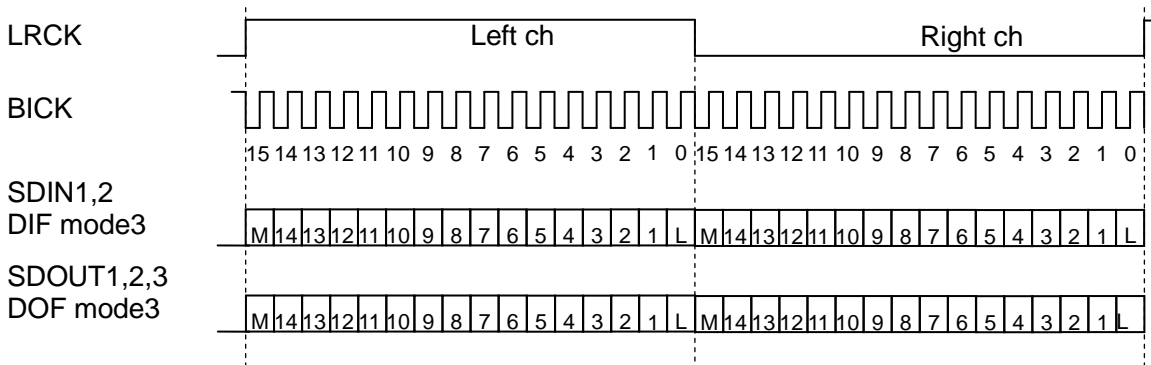 LRCK Left ch Right ch
BICK
15 14 13 12 11 10 9 8 7 6 5 4 3 2 1 0 15 14 13 12 11 10 9 8 7 6 5 4 3 2 1 0
SDIN1,2
DIF mode3
M 14 13 12 11 10 9 8 7 6 5 4 3 2 1 L M 14 13 12 11 10 9 8 7 6 5 4 3 2 1 L
SDOUT1,2,3
DOF mode3
M 14 13 12 11 10 9 8 7 6 5 4 3 2 1 L M 14 13 12 11 10 9 8 7 6 5 4 3 2 1 L